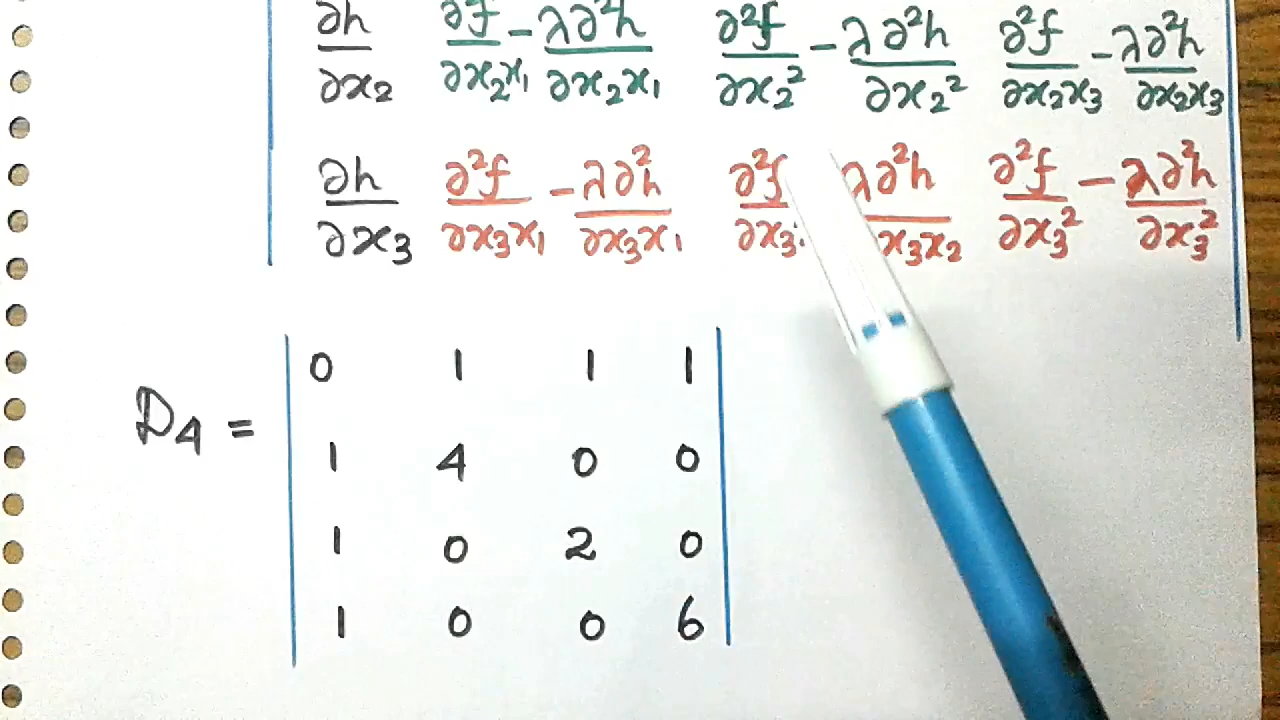 ∂h/∂x₂ ∂²f/∂x₂x₁ - λ∂²h/∂x₂x₁ ∂²f/∂x₂² - λ∂²h/∂x₂² ∂²f/∂x₂x₃ - λ∂²h/∂x₂x₃
∂h/∂x₃ ∂²f/∂x₃x₁ - λ∂²h/∂x₃x₁ ∂²f/∂x₃ λ∂²h/x₃x₂ ∂²f/∂x₃² - λ∂²h/∂x₃²
0 1 1 1
D₄ =
1 4 0 0
1 0 2 0
1 0 0 6